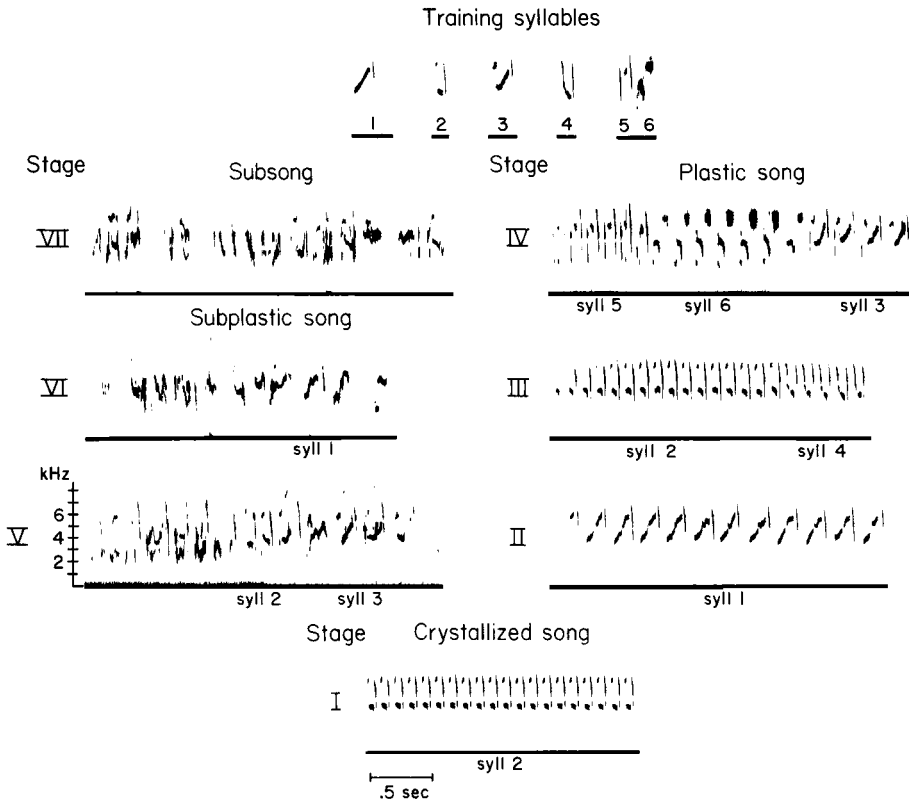 Training syllables
1 2 3 4 5 6
Stage
Subsong
VII
Subplastic song
VI
syll 1
kHz
6
4
2
V
syll 2 syll 3
Plastic song
IV
syll 5 syll 6 syll 3
III
syll 2 syll 4
II
syll 1
Stage Crystallized song
I
syll 2
.5 sec